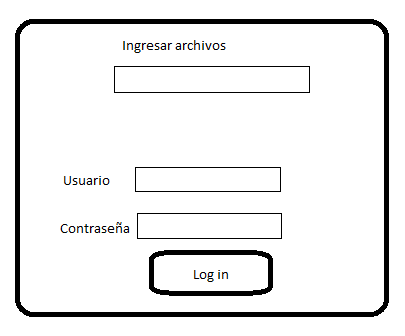 Ingresar archivos
Usuario
Contraseña
Log in